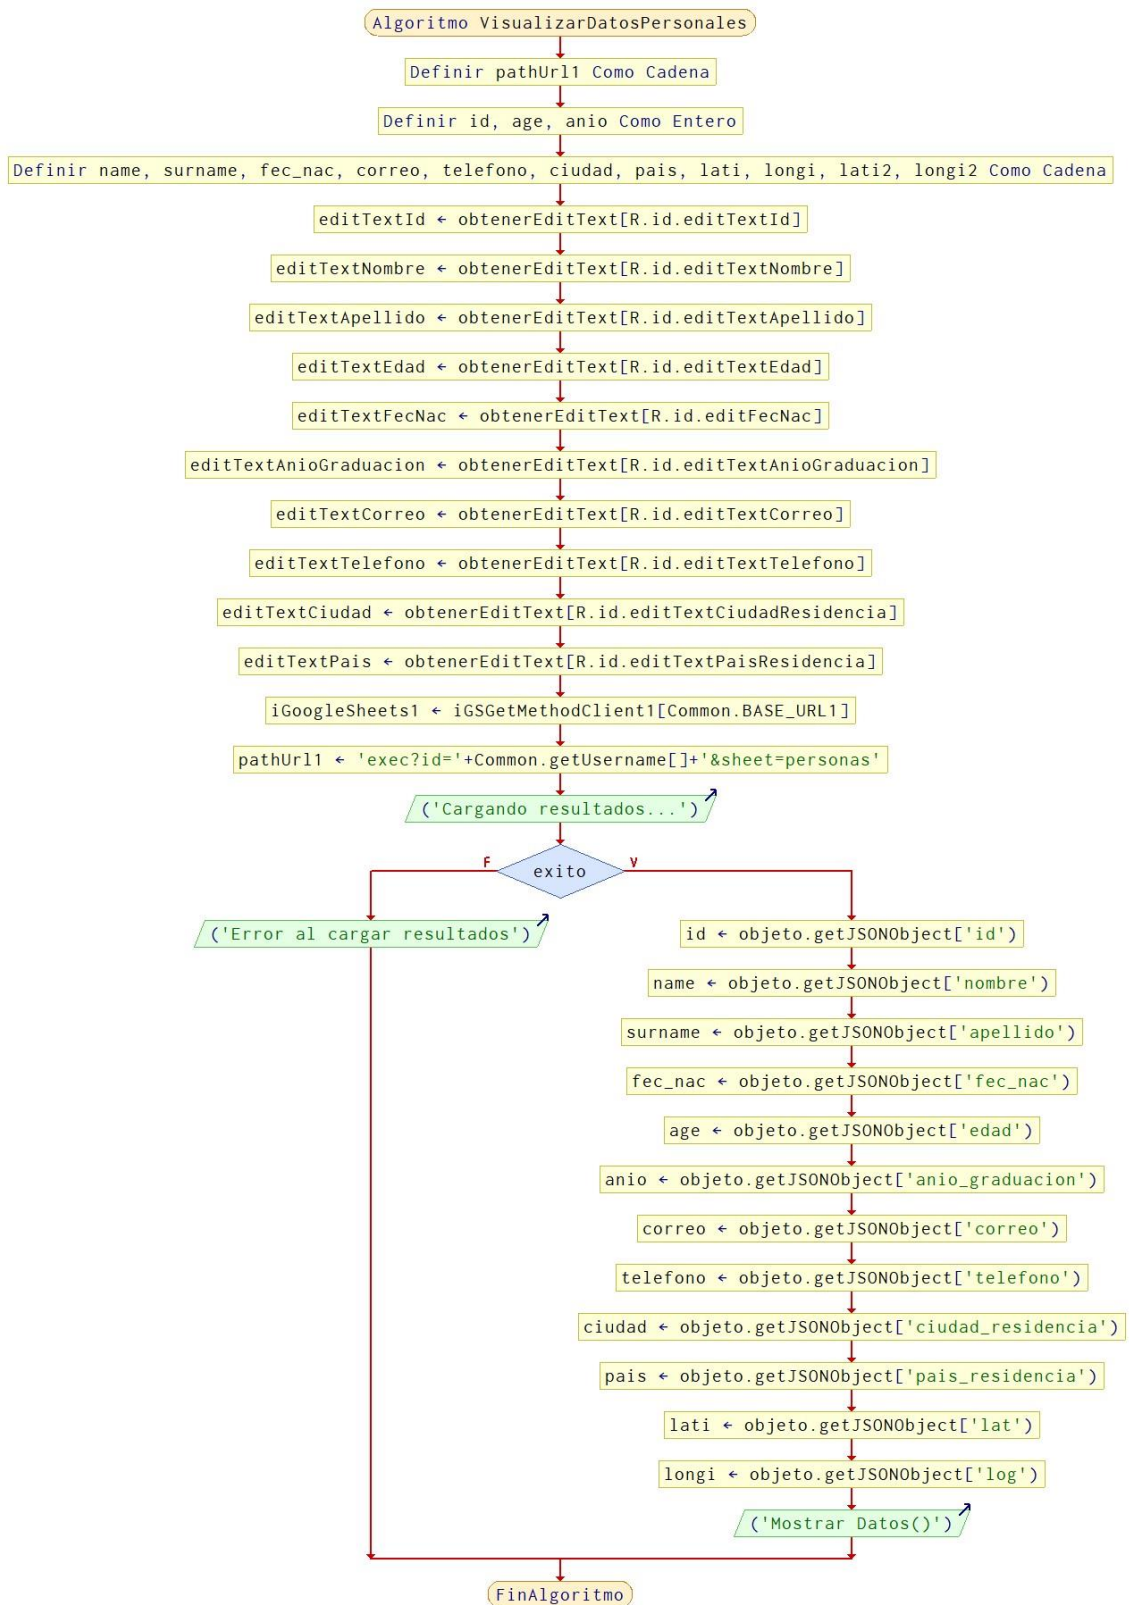 Algoritmo VisualizarDatosPersonales
Definir pathUrl1 Como Cadena
Definir id, age, anio Como Entero
Definir name, surname, fec_nac, correo, telefono, ciudad, pais, lati, longi, lati2, longi2 Como Cadena
editTextId ← obtenerEditText[R.id.editTextId]
editTextNombre ← obtenerEditText[R.id.editTextNombre]
editTextApellido ← obtenerEditText[R.id.editTextApellido]
editTextEdad ← obtenerEditText[R.id.editTextEdad]
editTextFecNac ← obtenerEditText[R.id.editFecNac]
editTextAnioGraduacion ← obtenerEditText[R.id.editTextAnioGraduacion]
editTextCorreo ← obtenerEditText[R.id.editTextCorreo]
editTextTelefono ← obtenerEditText[R.id.editTextTelefono]
editTextCiudad ← obtenerEditText[R.id.editTextCiudadResidencia]
editTextPais ← obtenerEditText[R.id.editTextPaisResidencia]
iGoogleSheets1 ← iGSGetMethodClient1[Common.BASE_URL1]
pathUrl1 ← 'exec?id='+Common.getUsername[]+'&sheet=personas'
('Cargando resultados...')
exito
F
V
('Error al cargar resultados')
id ← objeto.getJSONObject['id')
name ← objeto.getJSONObject['nombre')
surname ← objeto.getJSONObject['apellido')
fec_nac ← objeto.getJSONObject['fec_nac')
age ← objeto.getJSONObject['edad')
anio ← objeto.getJSONObject['anio_graduacion')
correo ← objeto.getJSONObject['correo')
telefono ← objeto.getJSONObject['telefono')
ciudad ← objeto.getJSONObject['ciudad_residencia')
pais ← objeto.getJSONObject['pais_residencia')
lati ← objeto.getJSONObject['lat')
longi ← objeto.getJSONObject['log')
('Mostrar Datos()')
FinAlgoritmo